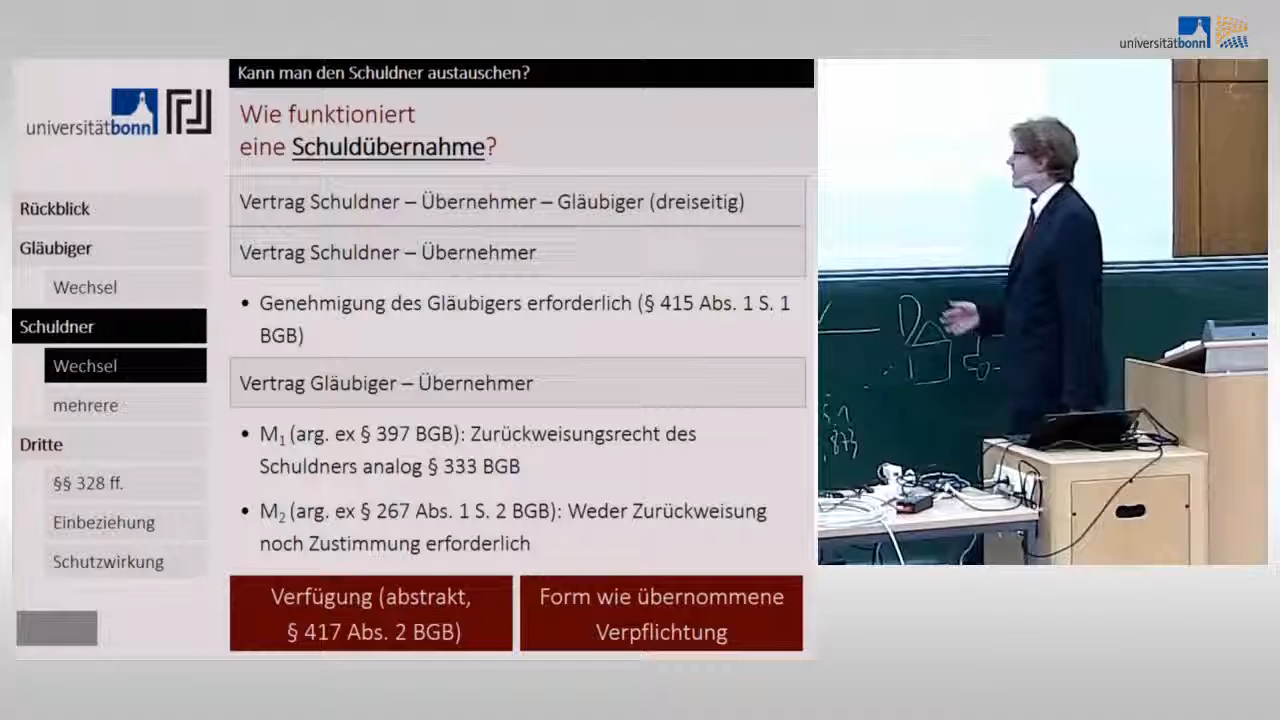 universitätbonn
Kann man den Schuldner austauschen?
universitätbonn
Wie funktioniert
eine Schuldübernahme?
Rückblick
Gläubiger
Wechsel
Schuldner
Wechsel
mehrere
Dritte
§§ 328 ff.
Einbeziehung
Schutzwirkung
Vertrag Schuldner – Übernehmer – Gläubiger (dreiseitig)
Vertrag Schuldner – Übernehmer
• Genehmigung des Gläubigers erforderlich (§ 415 Abs. 1 S. 1
BGB)
Vertrag Gläubiger – Übernehmer
• M1 (arg. ex § 397 BGB): Zurückweisungsrecht des
Schuldners analog § 333 BGB
• M2 (arg. ex § 267 Abs. 1 S. 2 BGB): Weder Zurückweisung
noch Zustimmung erforderlich
Verfügung (abstrakt,
§ 417 Abs. 2 BGB)
Form wie übernommene
Verpflichtung
D